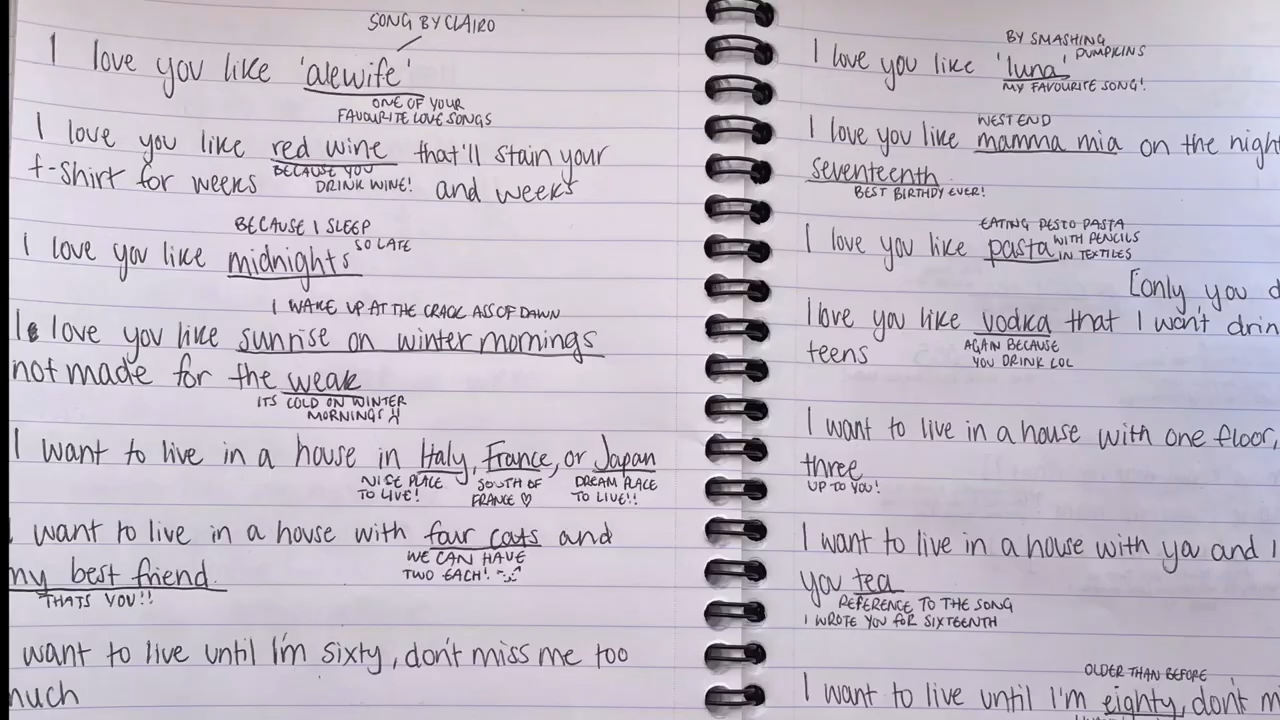 SONG BY CLAIRO
I love you like 'alewife'
ONE OF YOUR
FAVOURITE LOVE SONGS
I love you like red wine that'll stain your
BECAUSE YOU
t-shirt for weeks DRINK WINE! and weeks
BECAUSE I SLEEP
SO LATE
I love you like midnights
I WAKE UP AT THE CRACK ASS OF DAWN
I love you like sunrise on winter mornings
not made for the weak
ITS COLD ON WINTER
MORNINGS
I want to live in a house in Italy, France, or Japan
NICE PLACE
TO LIVE!
SOUTH OF
FRANCE ♡
DREAM PLACE
TO LIVE!!
I want to live in a house with four cats and
WE CAN HAVE
TWO EACH!
my best friend
THATS YOU!!
want to live until I'm sixty, don't miss me too
much
BY SMASHING
PUMPKINS
I love you like 'luna'
MY FAVOURITE SONG!
WEST END
I love you like mamma mia on the night
seventeenth
BEST BIRTHDY EVER!
EATING PESTO PASTA
WITH PENCILS
IN TEXTILES
I love you like pasta
[only you d
I love you like vodka that I won't drin
AGAIN BECAUSE
YOU DRINK LOL
teens
I want to live in a house with one floor,
three
UP TO YOU!
I want to live in a house with ya and I
you tea
REFERENCE TO THE SONG
I WROTE YOU FOR SIXTEENTH
OLDER THAN BEFORE
I want to live until I'm eighty, don't m